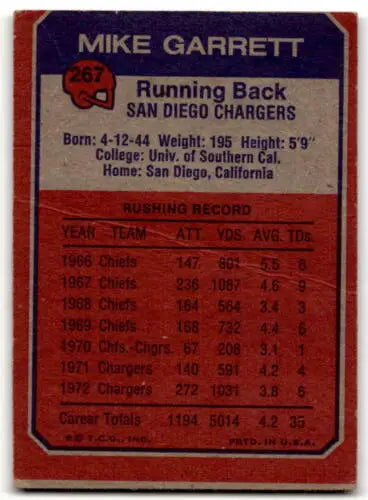 MIKE GARRETT
267
Running Back
SAN DIEGO CHARGERS
Born: 4-12-44 Weight: 195 Height: 5'9"
College: Univ. of Southern Cal.
Home: San Diego, California
RUSHING RECORD
YEAR TEAM ATT. YDS. AVG. TDs.
1966 Chiefs 147 801 5.5 6
1967 Chiefs 236 1087 4.6 9
1968 Chiefs 164 564 3.4 3
1969 Chiefs 168 732 4.4 6
1970 Chfs.-Chgrs. 67 208 3.1 1
1971 Chargers 140 591 4.2 4
1972 Chargers 272 1031 3.8 6
Career Totals 1194 5014 4.2 35
© T.C.G., INC. PRTD. IN U.S.A.